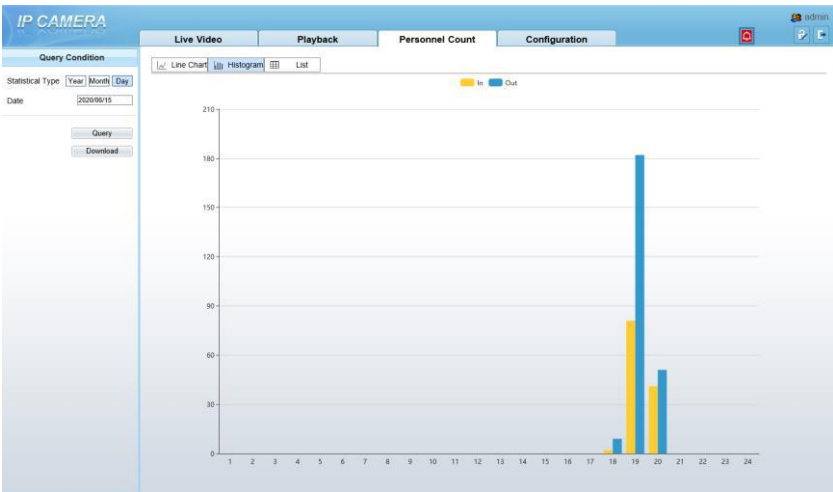 IP CAMERA
admin
Live Video Playback Personnel Count Configuration
Query Condition
Line Chart Histogram List
Statistical Type Year Month Day
Date 2020/06/15
Query
Download
In Out
210
180
150
120
90
60
30
0
1 2 3 4 5 6 7 8 9 10 11 12 13 14 15 16 17 18 19 20 21 22 23 24